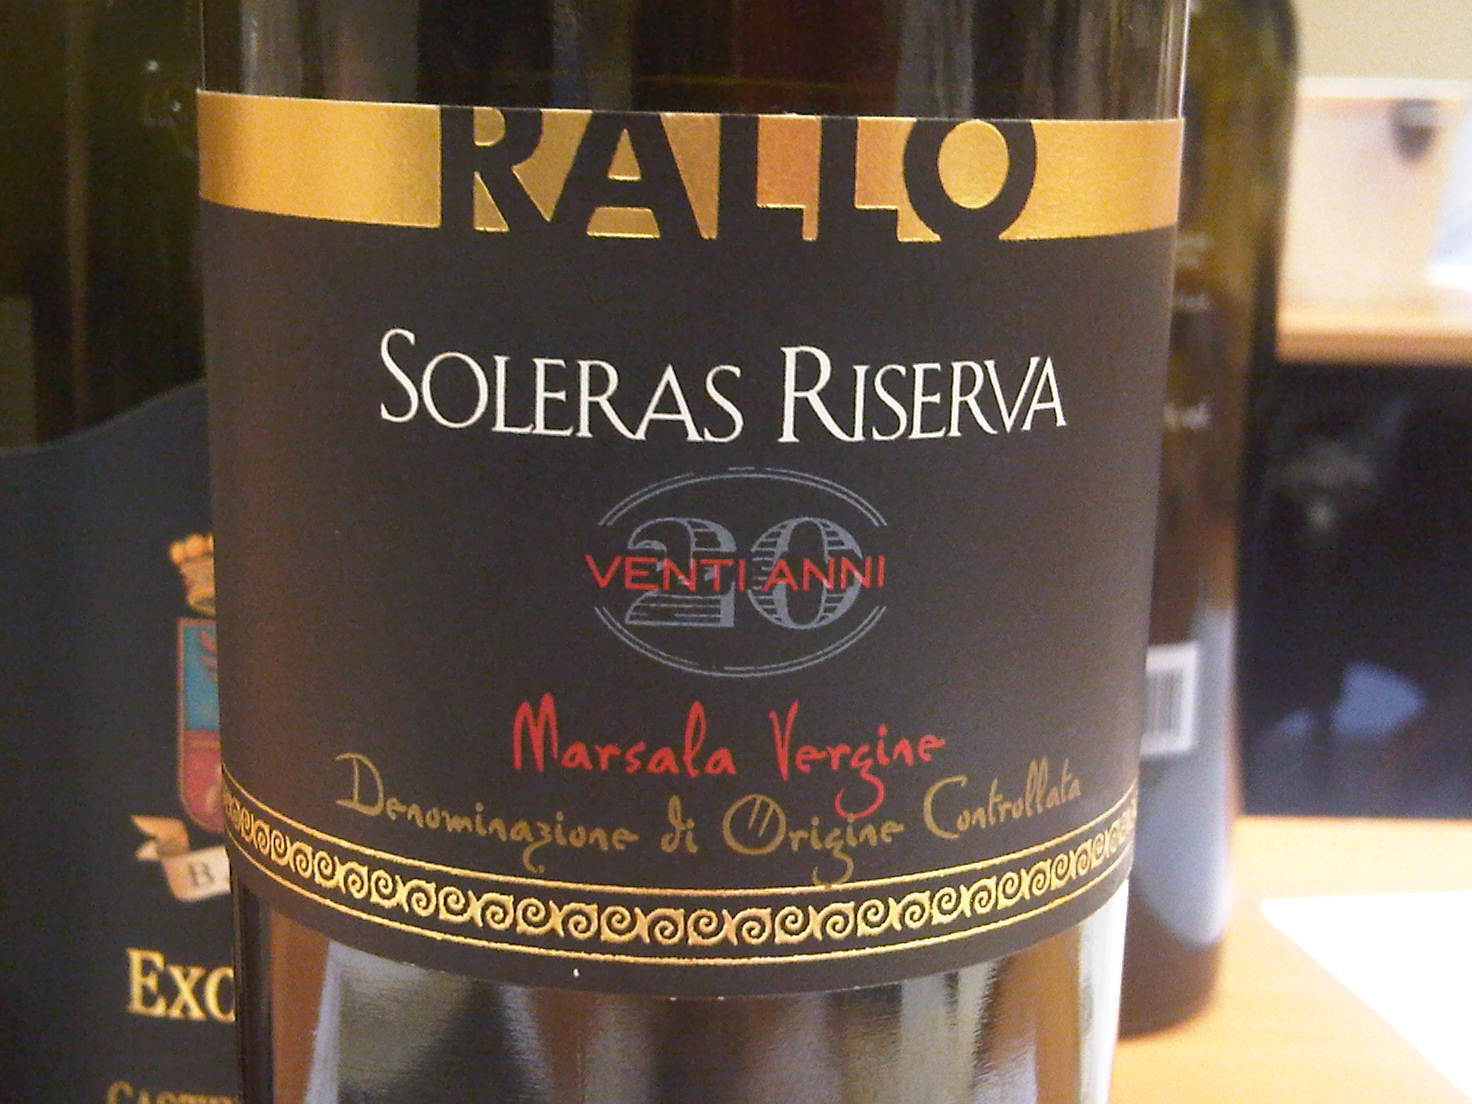 RALLO
SOLERAS RISERVA
20
VENTI ANNI
Marsala Vergine
Denominazione di Origine Controllata
B.
EXC